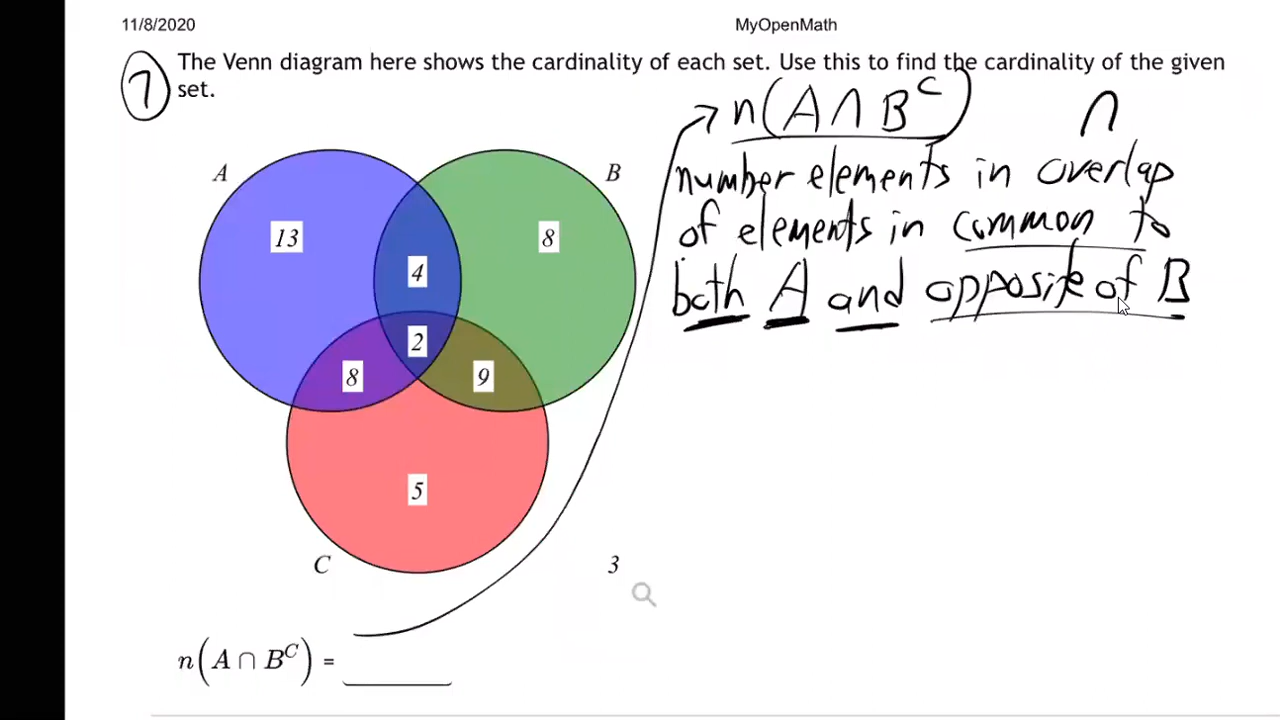 11/8/2020 MyOpenMath
7 The Venn diagram here shows the cardinality of each set. Use this to find the cardinality of the given
set.
n(A ∩ B^C) ∩
number elements in overlap
of elements in common to
both A and opposite of B
A B
13 8
4
2
8 9
5
C 3
n(A ∩ B^C) =